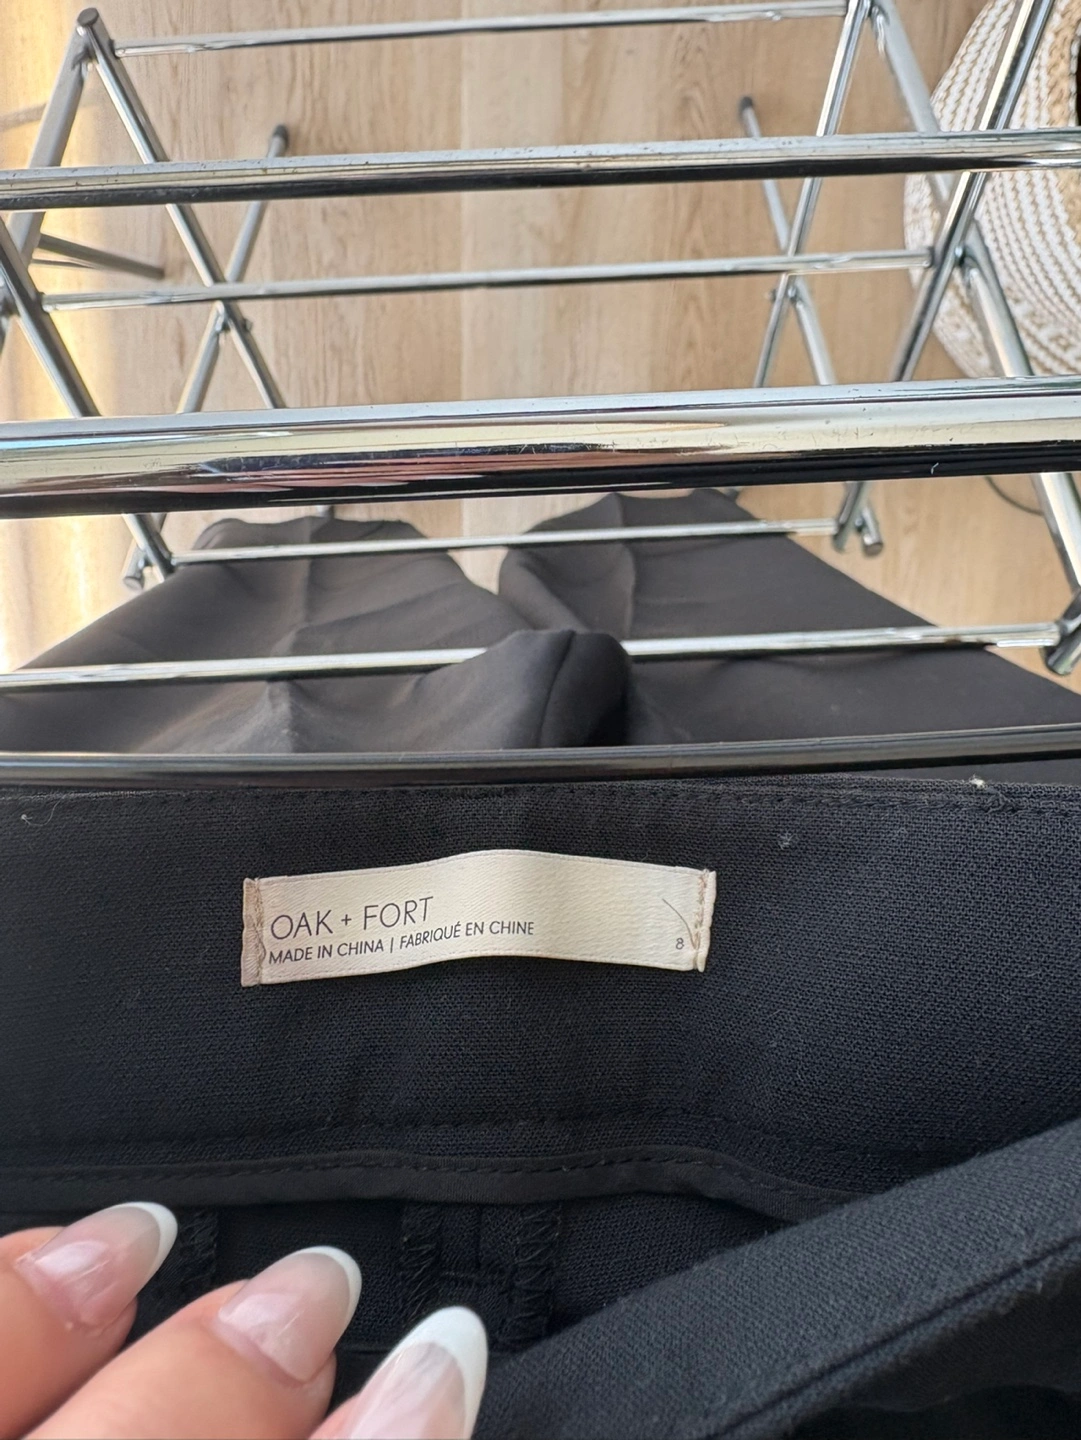 OAK + FORT
MADE IN CHINA | FABRIQUÉ EN CHINE
8